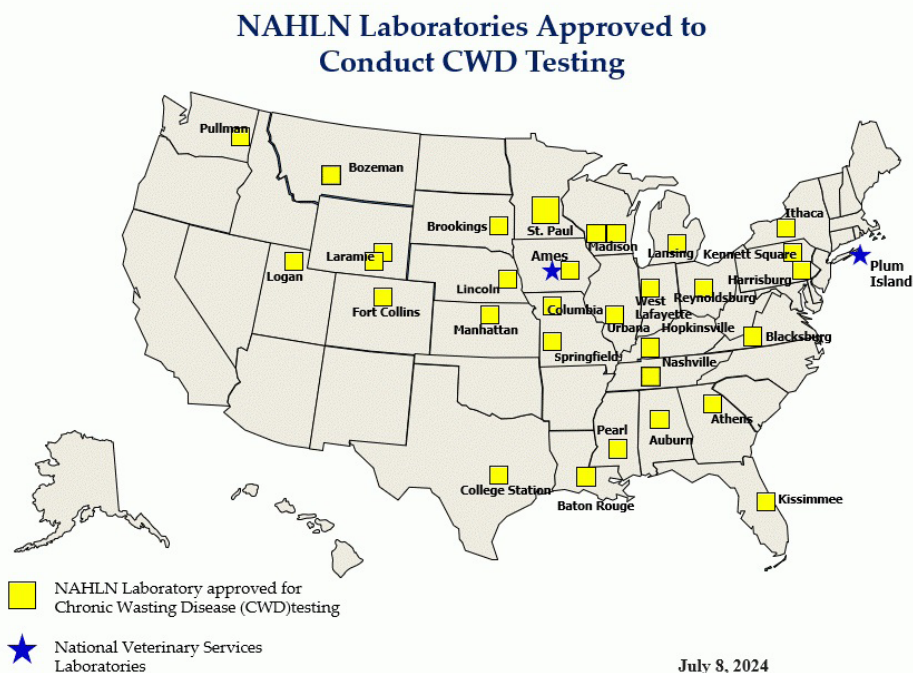 NAHLN Laboratories Approved to
Conduct CWD Testing
Pullman
Bozeman
Ithaca
Brookings
St. Paul
Madison
Lansing
Kennett Square
Laramie
Ames
Logan
Harrisburg
Plum
Island
Lincoln
Fort Collins
Columbia
West
Lafayette
Reynoldsburg
Urbana
Manhattan
Hopkinsville
Blacksburg
Springfield
Nashville
Athens
Pearl
Auburn
College Station
Baton Rouge
Kissimmee
NAHLN Laboratory approved for
Chronic Wasting Disease (CWD)testing
National Veterinary Services
Laboratories
July 8, 2024